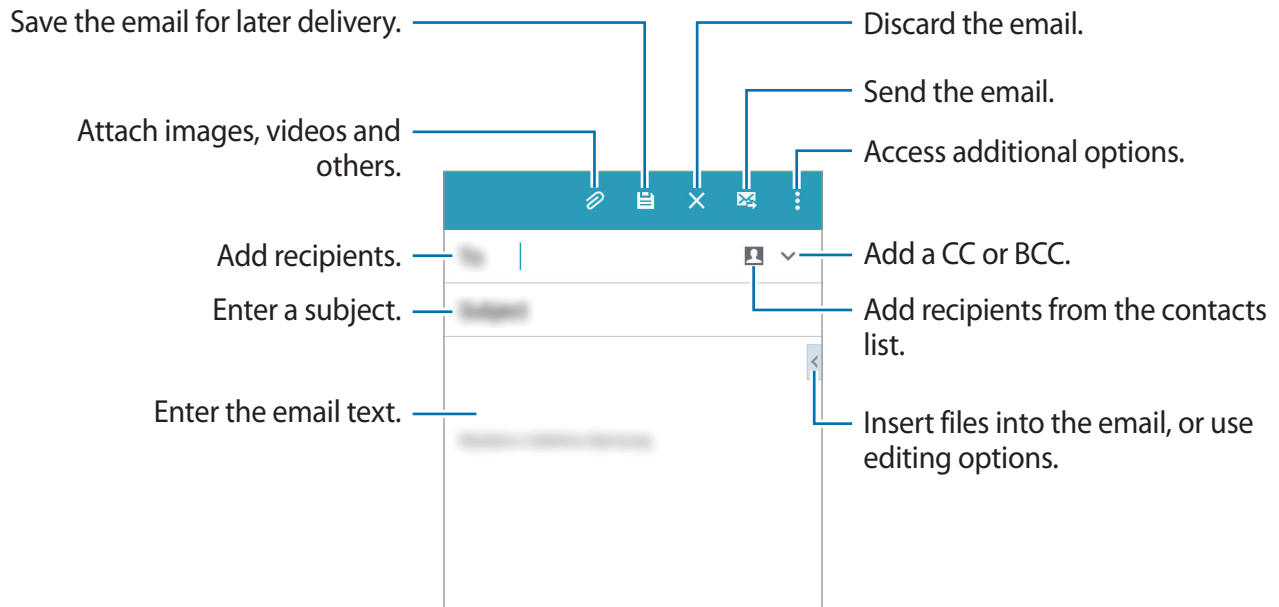 Save the email for later delivery.
Discard the email.
Send the email.
Attach images, videos and
others.
Access additional options.
Add recipients.
To
Add a CC or BCC.
Enter a subject.
Subject
Add recipients from the contacts
list.
Enter the email text.
Insert files into the email, or use
editing options.